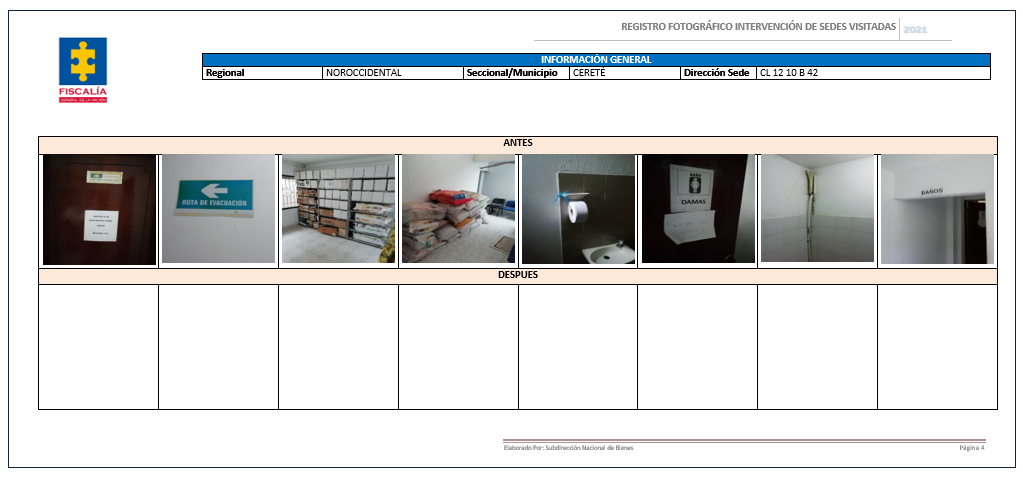 REGISTRO FOTOGRÁFICO INTERVENCIÓN DE SEDES VISITADAS 2021
FISCALÍA
GENERAL DE LA NACIÓN
INFORMACIÓN GENERAL
Regional NOROCCIDENTAL Seccional/Municipio CERETÉ Dirección Sede CL 12 10 B 42
ANTES
RUTA DE EVACUACIÓN
BAÑO
DAMAS
BAÑOS
DESPUES
Elaborado Por: Subdirección Nacional de Bienes Página 4